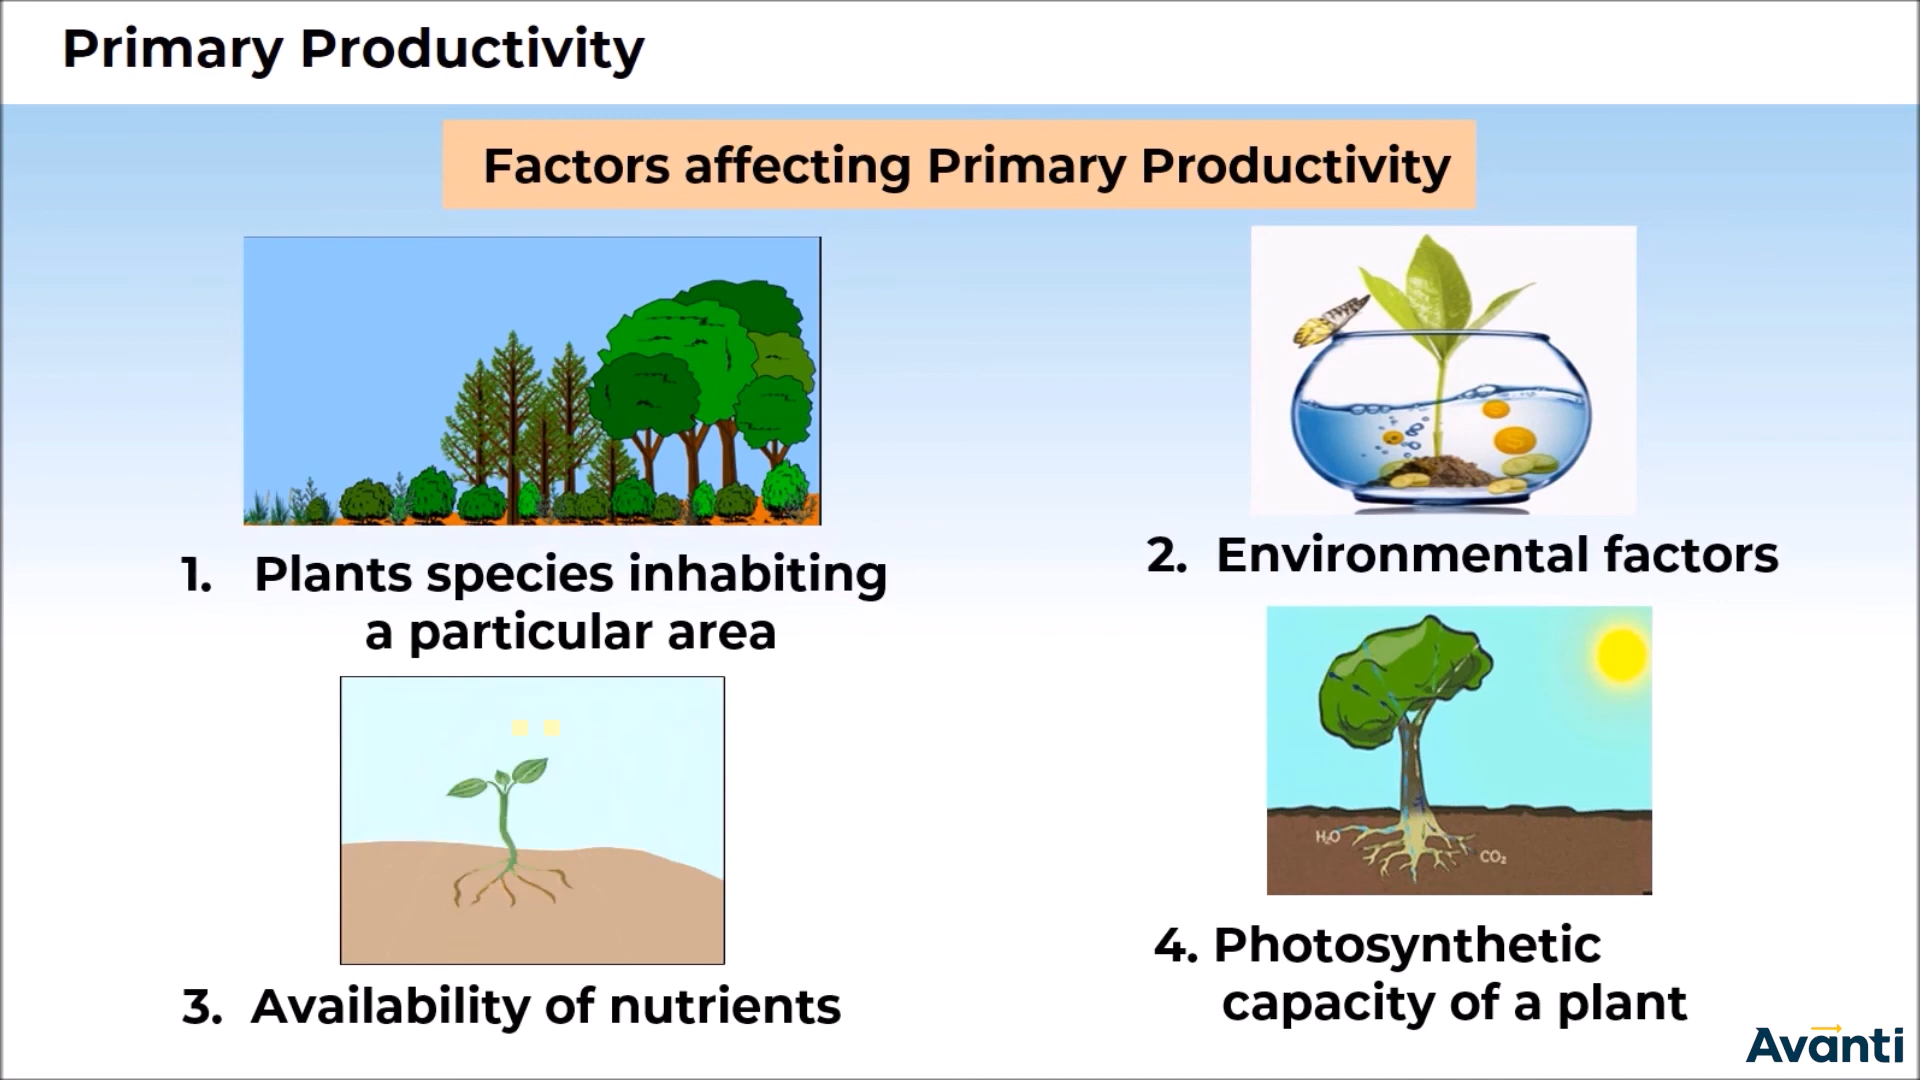 Primary Productivity
Factors affecting Primary Productivity
1. Plants species inhabiting
a particular area
2. Environmental factors
H₂O
CO₂
3. Availability of nutrients
4. Photosynthetic
capacity of a plant
Avanti